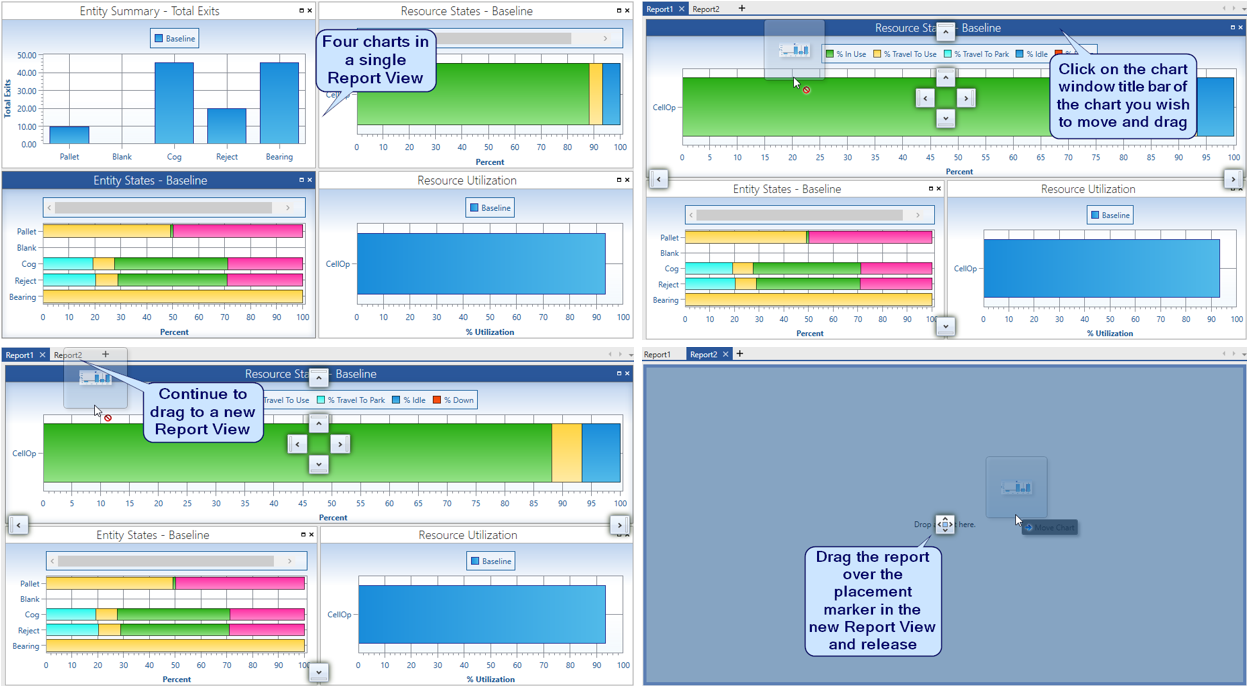 Entity Summary - Total Exits
Baseline
Total Exits
50.00
40.00
30.00
20.00
10.00
0.00
Pallet Blank Cog Reject Bearing
Resource States - Baseline
CellOp
0 10 20 30 40 50 60 70 80 90 100
Percent
Four charts in
a single
Report View
Entity States - Baseline
Pallet
Blank
Cog
Reject
Bearing
0 10 20 30 40 50 60 70 80 90 100
Percent
Resource Utilization
Baseline
CellOp
0 10 20 30 40 50 60 70 80 90 100
% Utilization
Report1 Report2
Resource Sta - Baseline
% In Use % Travel To Use % Travel To Park % Idle
CellOp
0 5 10 15 20 25 30 35 40 45 50 55 60 65 70 75 80 85 90 95 100
Percent
Click on the chart
window title bar of
the chart you wish
to move and drag
Entity States - Baseline
Pallet
Blank
Cog
Reject
Bearing
0 10 20 30 40 50 60 70 80 90 100
Percent
Resource Utilization
Baseline
CellOp
0 10 20 30 40 50 60 70 80 90 100
% Utilization
Report1 Report2
Resource Sta - Baseline
Travel To Use % Travel To Park % Idle % Down
CellOp
0 5 10 15 20 25 30 35 40 45 50 55 60 65 70 75 80 85 90 95 100
Percent
Continue to
drag to a new
Report View
Entity States - Baseline
Pallet
Blank
Cog
Reject
Bearing
0 10 20 30 40 50 60 70 80 90 100
Percent
Resource Utilization
Baseline
CellOp
0 10 20 30 40 50 60 70 80 90 100
% Utilization
Report1 Report2
Drop a t here.
Move Chart
Drag the report
over the
placement
marker in the
new Report View
and release